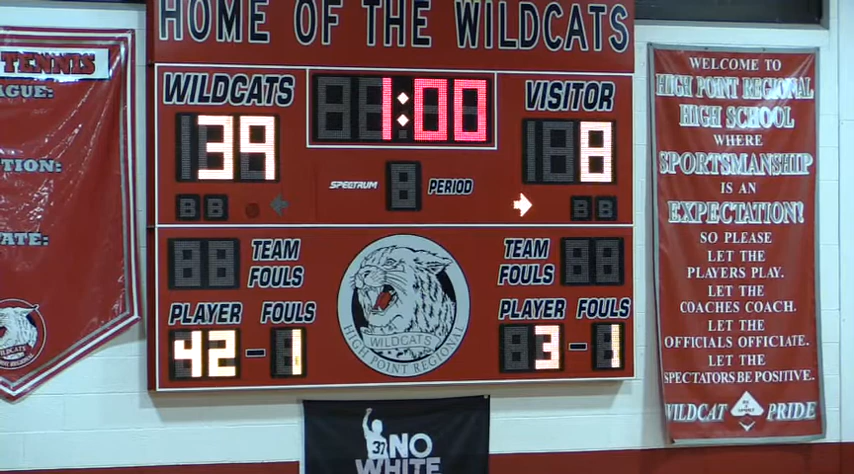 HOME OF THE WILDCATS
TENNIS
WILDCATS
1:00
VISITOR
39
8
SPECTRUM
PERIOD
TEAM
FOULS
TEAM
FOULS
PLAYER FOULS
PLAYER FOULS
42 - 1
3 - 1
WILDCATS
HIGH POINT REGIONAL
WELCOME TO
HIGH POINT REGIONAL
HIGH SCHOOL
WHERE
SPORTSMANSHIP
IS AN
EXPECTATION!
SO PLEASE
LET THE
PLAYERS PLAY.
LET THE
COACHES COACH.
LET THE
OFFICIALS OFFICIATE.
LET THE
SPECTATORS BE POSITIVE.
WILDCAT PRIDE
WILDCATS
NO
37
WHITE